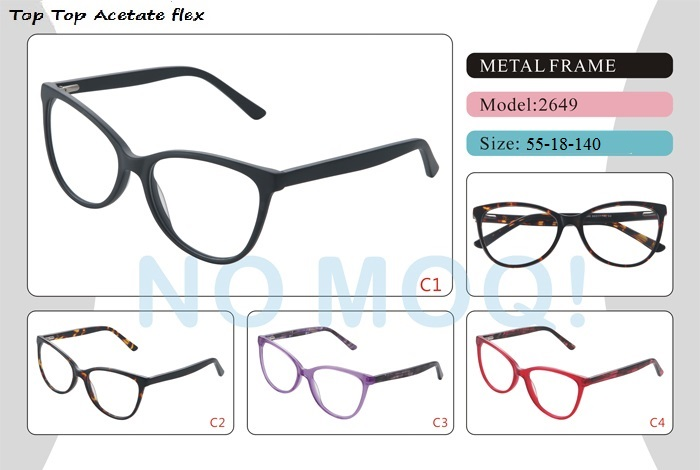 Top Top Acetate flex
METAL FRAME
Model:2649
Size: 55-18-140
C1
NO MOQ!
C2
C3
C4